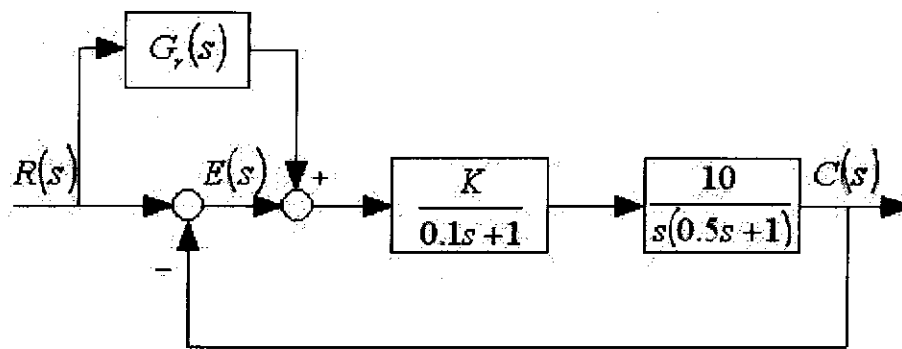 G_r(s)
R(s)
E(s)
+
K
0.1s+1
10
s(0.5s+1)
C(s)
−